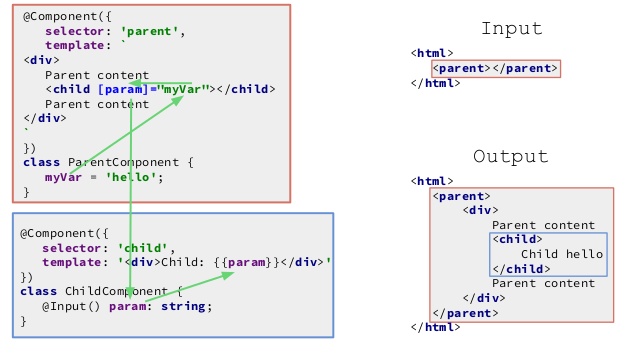 @Component({
selector: 'parent',
template: `
<div>
Parent content
<child [param]="myVar"></child>
Parent content
</div>
`
})
class ParentComponent {
myVar = 'hello';
}
@Component({
selector: 'child',
template: '<div>Child: {{param}}</div>'
})
class ChildComponent {
@Input() param: string;
}
Input
<html>
<parent></parent>
</html>
Output
<html>
<parent>
<div>
Parent content
<child>
Child hello
</child>
Parent content
</div>
</parent>
</html>